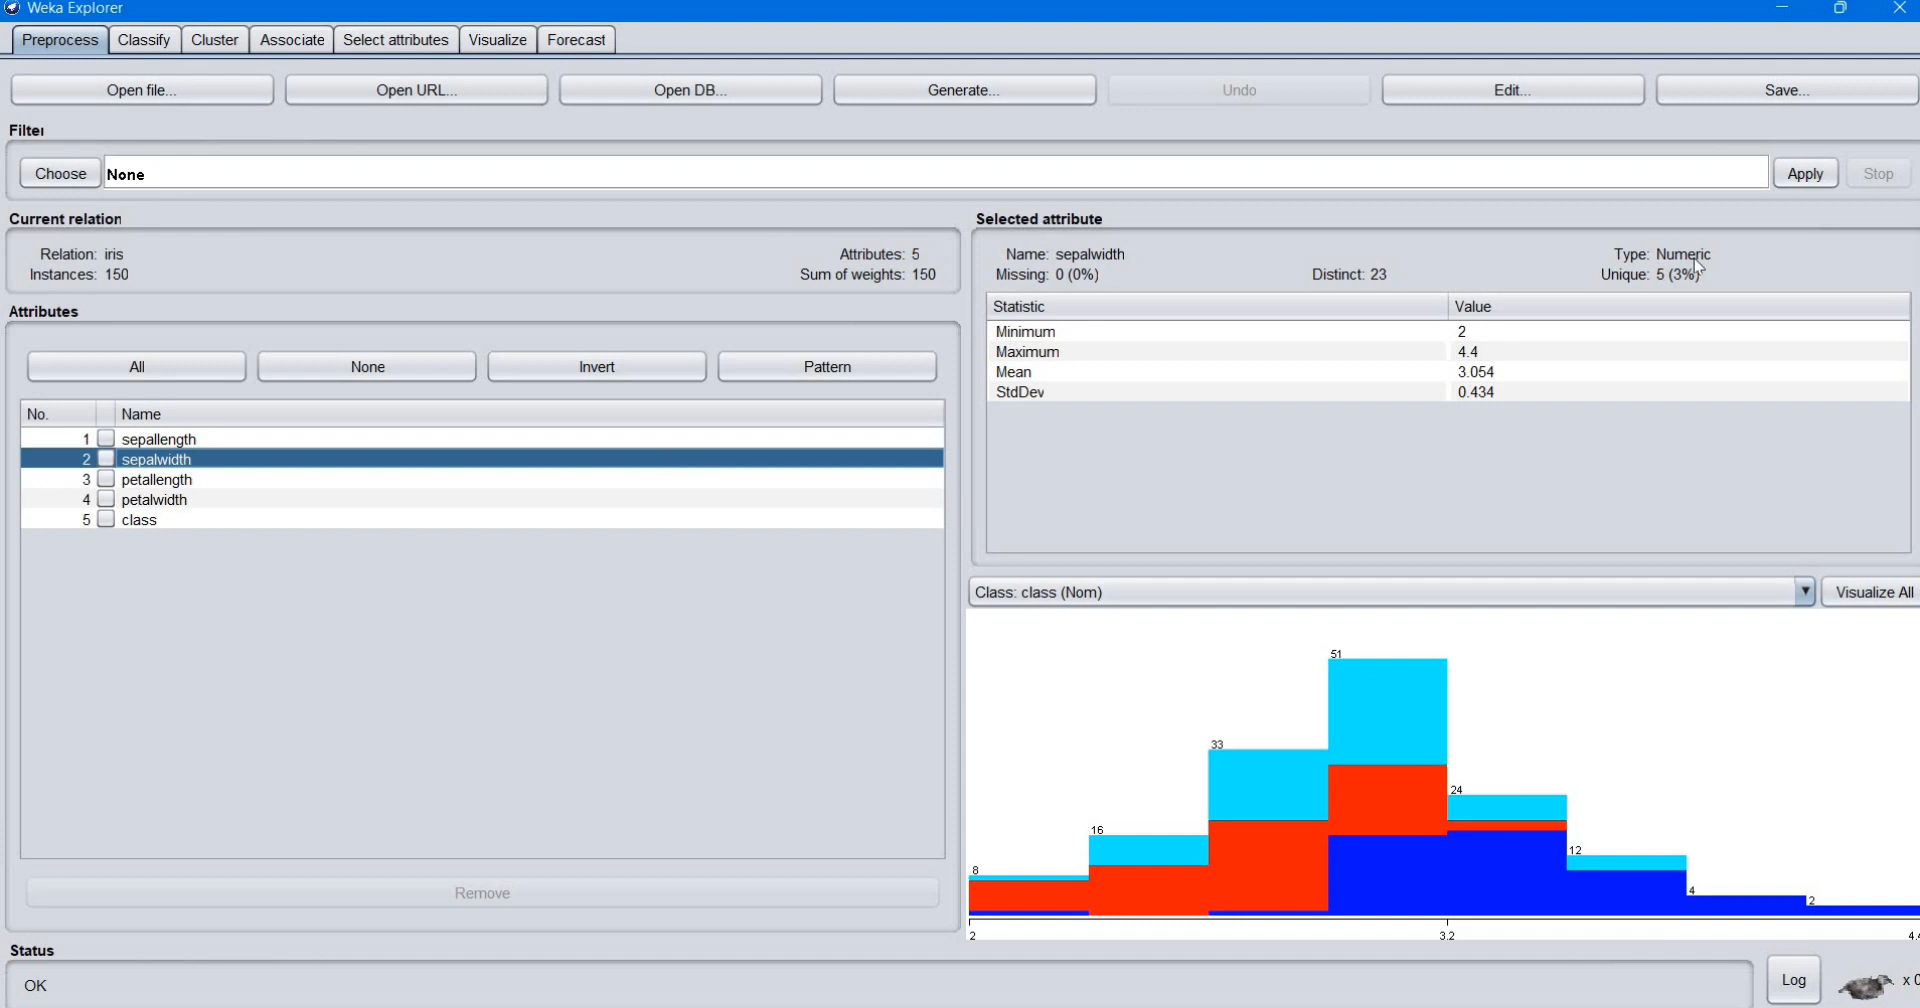 Weka Explorer
Preprocess Classify Cluster Associate Select attributes Visualize Forecast
Open file... Open URL... Open DB... Generate... Undo Edit... Save...
Filter
Choose None Apply Stop
Current relation
Relation: iris Attributes: 5
Instances: 150 Sum of weights: 150
Attributes
All None Invert Pattern
No. Name
1 sepallength
2 sepalwidth
3 petallength
4 petalwidth
5 class
Remove
Selected attribute
Name: sepalwidth Type: Numeric
Missing: 0 (0%) Distinct: 23 Unique: 5 (3%)
Statistic Value
Minimum 2
Maximum 4.4
Mean 3.054
StdDev 0.434
Class: class (Nom) Visualize All
51
33
24
16
12
8
4
2
2 3.2 4.4
Status
OK
Log x 0